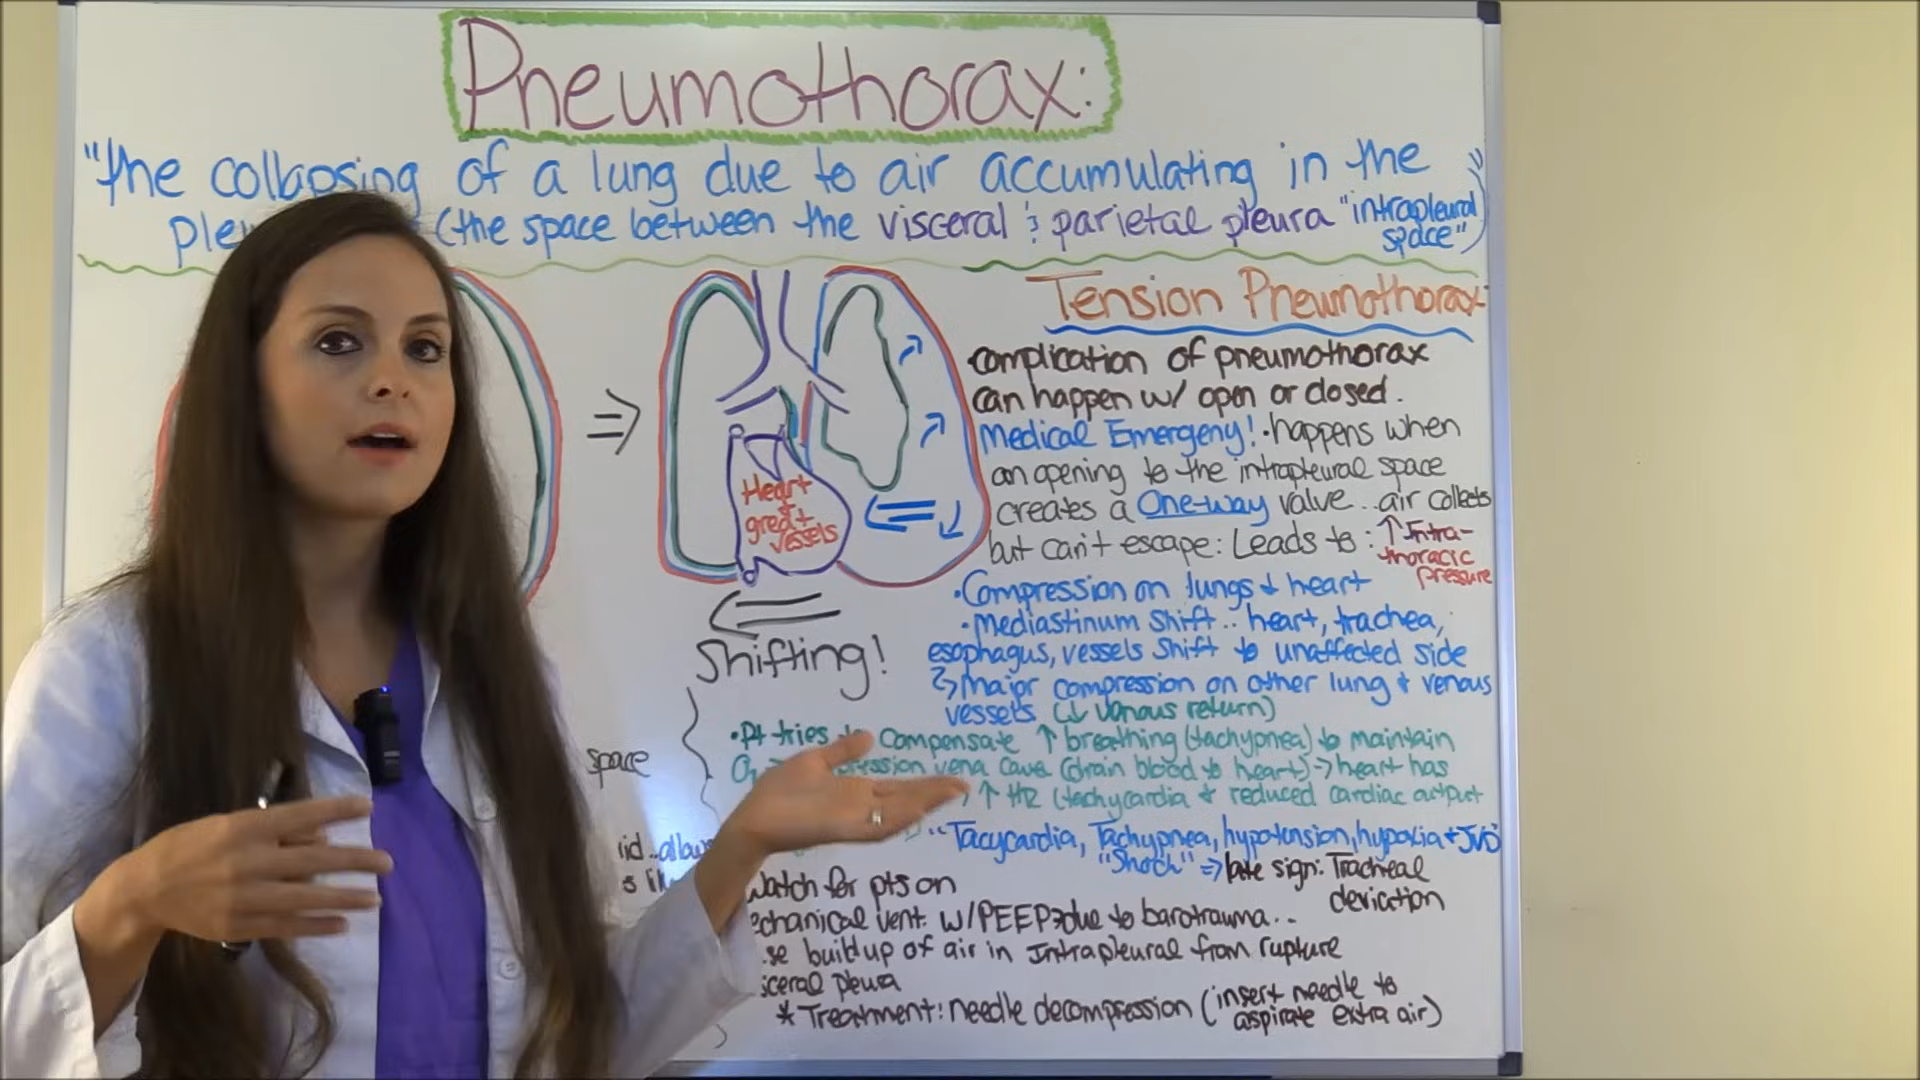 Pneumothorax:
"the collapsing of a lung due to air accumulating in the
(the space between the visceral & parietal pleura "intrapleural
space")
Tension Pneumothorax:
•complication of pneumothorax
can happen w/ open or closed.
Medical Emergeny! •happens when
an opening to the intrapleural space
creates a One-way valve..air collects
but can't escape: Leads to: ↑Intra-
thoracic
pressure
•Compression on lungs & heart
•Mediastinum Shift.. heart, trachea,
esophagus, vessels shift to unaffected side
↳major compression on other lung & venous
vessels (↓ venous return)
Heart
&
great
vessels
Shifting!
•Pt tries to compensate ↑ breathing (tachypnea) to maintain
vena cava (drain blood to heart)→heart has
↑ HR (tachycardia & reduced cardiac output
Tacycardia, Tachypnea, hypotension, hypoxia & JVD
"Shock" ⇒ late sign: Tracheal
deviation
space
Watch for pts on
vent. w/PEEP→due to barotrauma..
buildup of air in intrapleural from rupture
pleura
*Treatment: needle decompression (insert needle to
aspirate extra air)